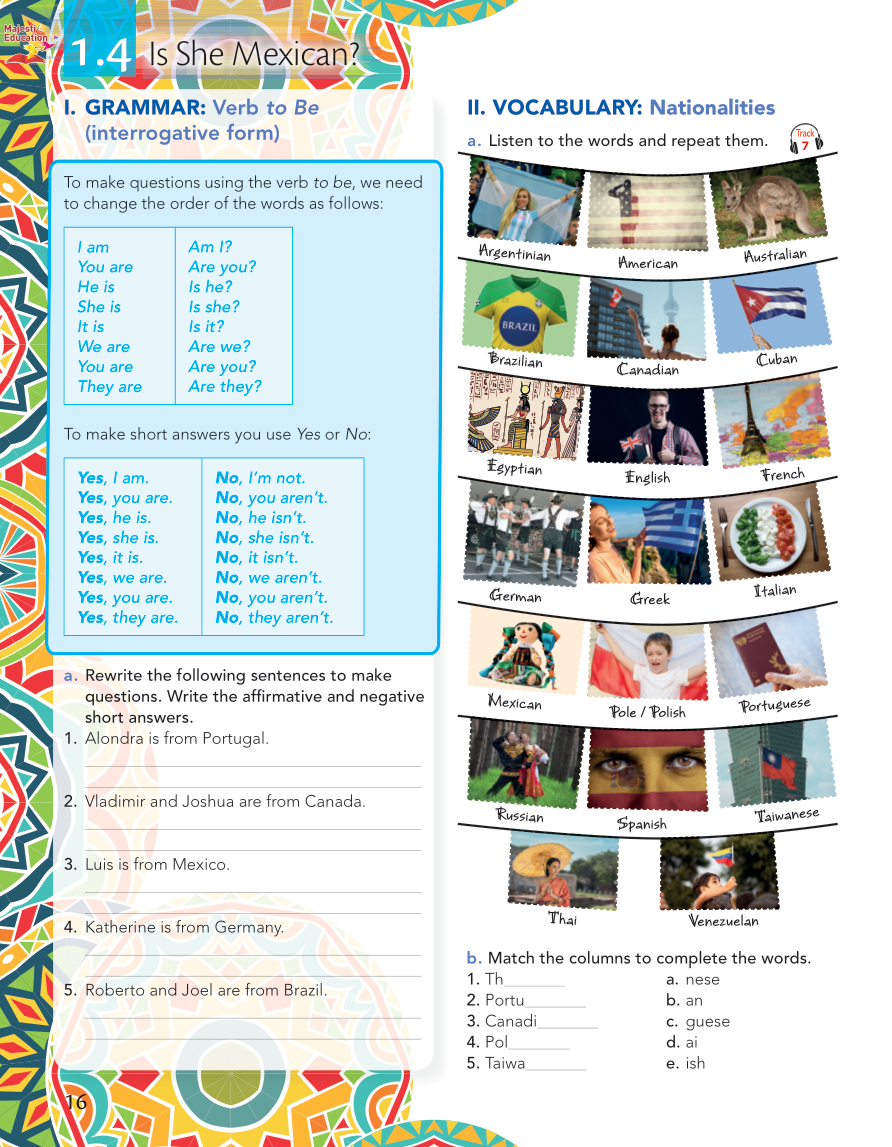 Majesti
Education
1.4 Is She Mexican?
I. GRAMMAR: Verb to Be
(interrogative form)
To make questions using the verb to be, we need
to change the order of the words as follows:
I am Am I?
You are Are you?
He is Is he?
She is Is she?
It is Is it?
We are Are we?
You are Are you?
They are Are they?
To make short answers you use Yes or No:
Yes, I am. No, I'm not.
Yes, you are. No, you aren't.
Yes, he is. No, he isn't.
Yes, she is. No, she isn't.
Yes, it is. No, it isn't.
Yes, we are. No, we aren't.
Yes, you are. No, you aren't.
Yes, they are. No, they aren't.
a. Rewrite the following sentences to make
questions. Write the affirmative and negative
short answers.
1. Alondra is from Portugal.
2. Vladimir and Joshua are from Canada.
3. Luis is from Mexico.
4. Katherine is from Germany.
5. Roberto and Joel are from Brazil.
16
II. VOCABULARY: Nationalities
a. Listen to the words and repeat them.
Track
7
Argentinian American Australian
BRAZIL
Brazilian Canadian Cuban
Egyptian English French
German Greek Italian
Mexican Pole / Polish Portuguese
Russian Spanish Taiwanese
Thai Venezuelan
b. Match the columns to complete the words.
1. Th________ a. nese
2. Portu________ b. an
3. Canadi________ c. guese
4. Pol________ d. ai
5. Taiwa________ e. ish